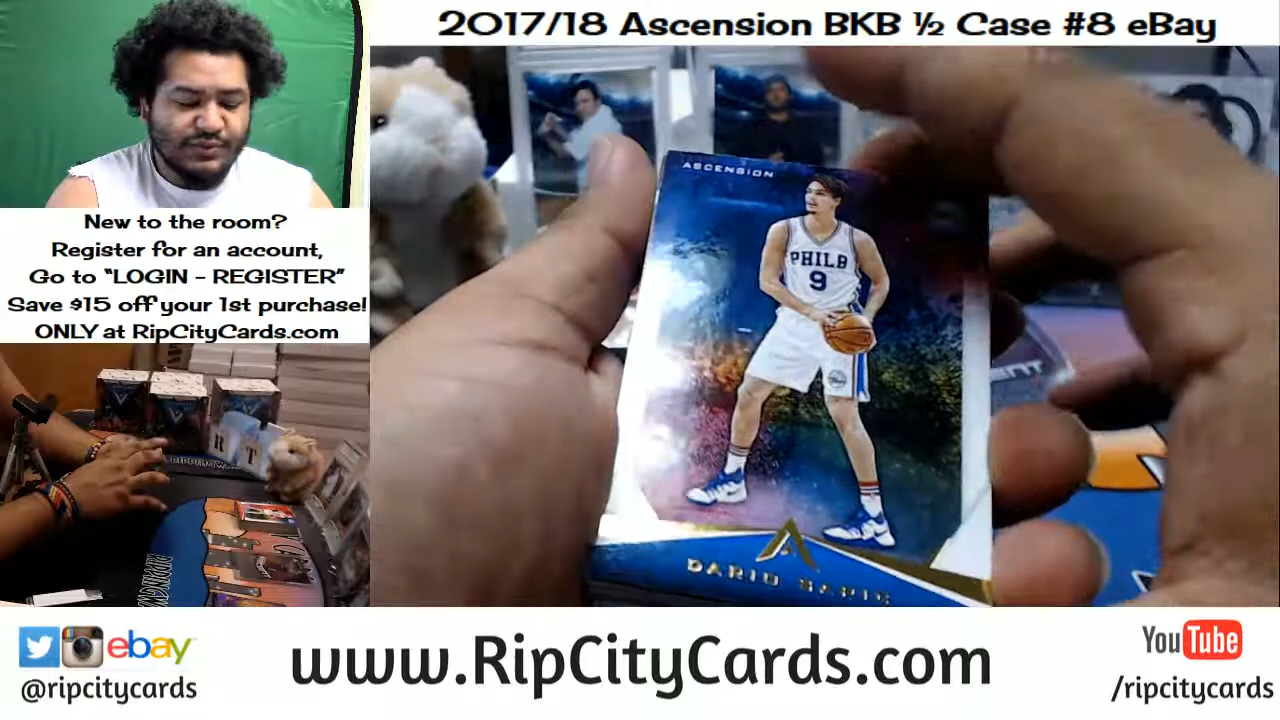 2017/18 Ascension BKB ½ Case #8 eBay
New to the room?
Register for an account,
Go to "LOGIN - REGISTER"
Save $15 off your 1st purchase!
ONLY at RipCityCards.com
ASCENSION
PHILA
9
DARIO SARIC
R
T
ebay
@ripcitycards
www.RipCityCards.com
YouTube
/ripcitycards